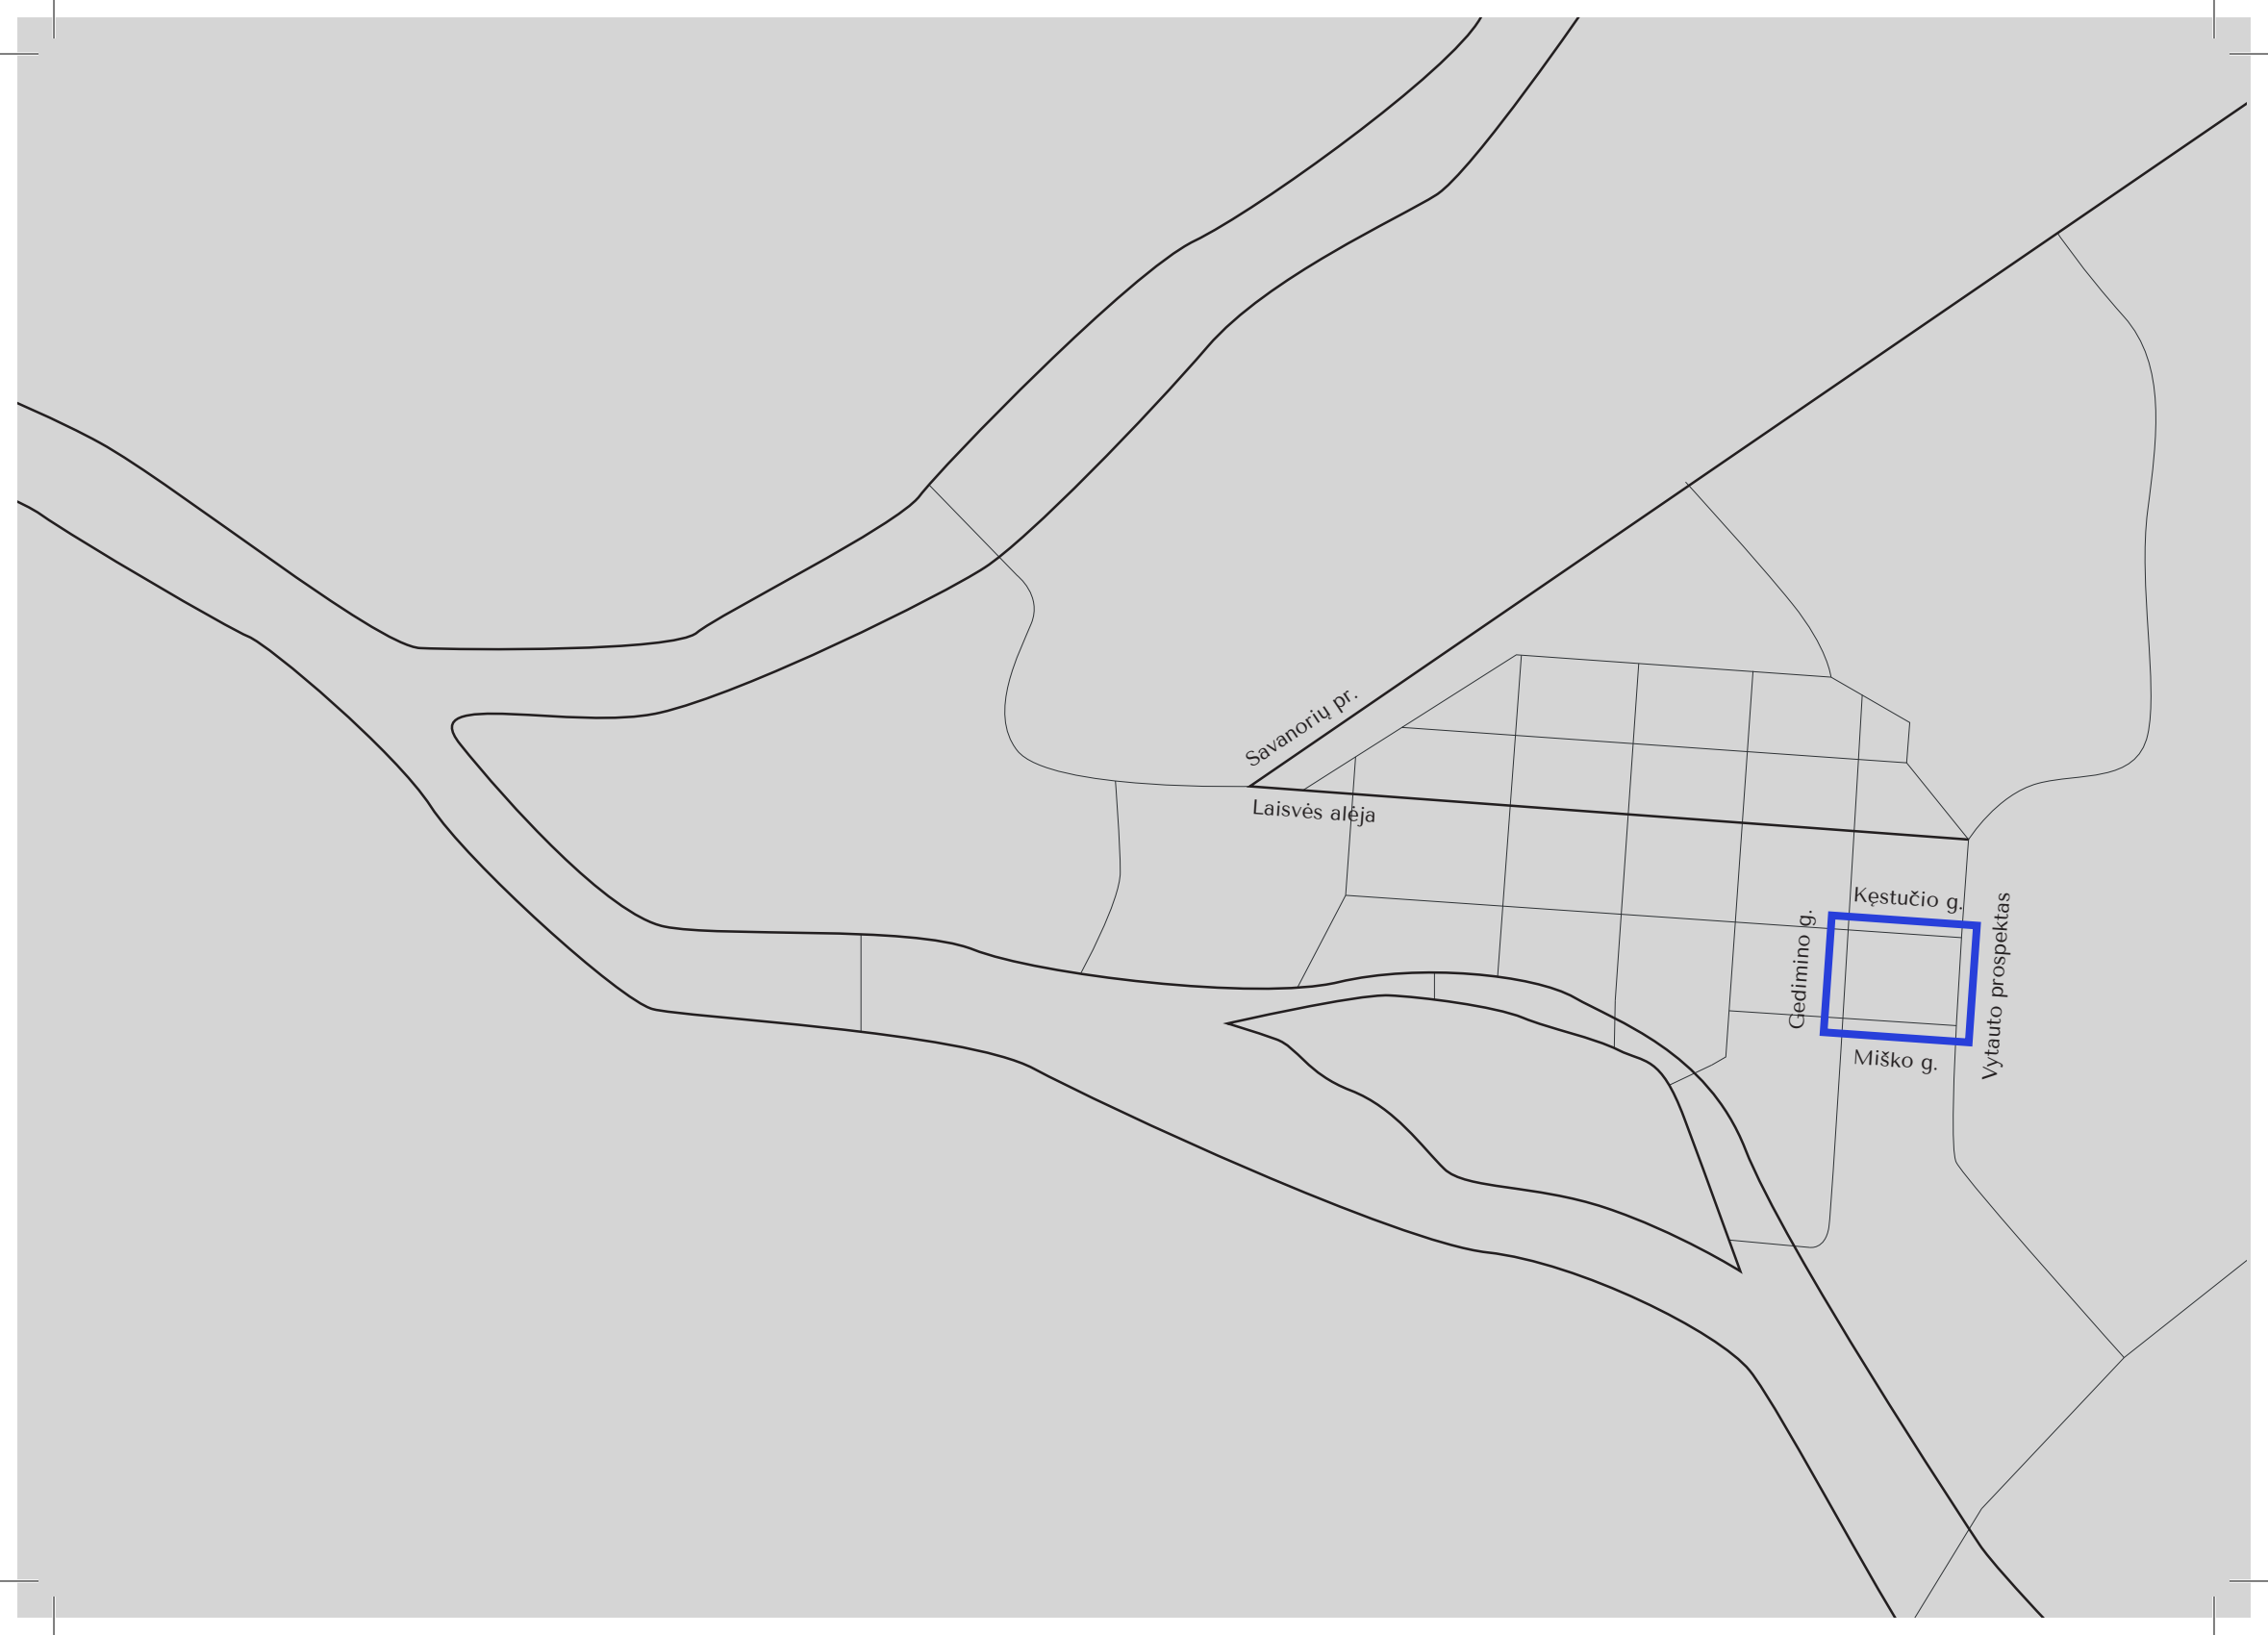 Savanorių pr.
Laisvės alėja
Kęstučio g.
Gedimino g.
Vytauto prospektas
Miško g.